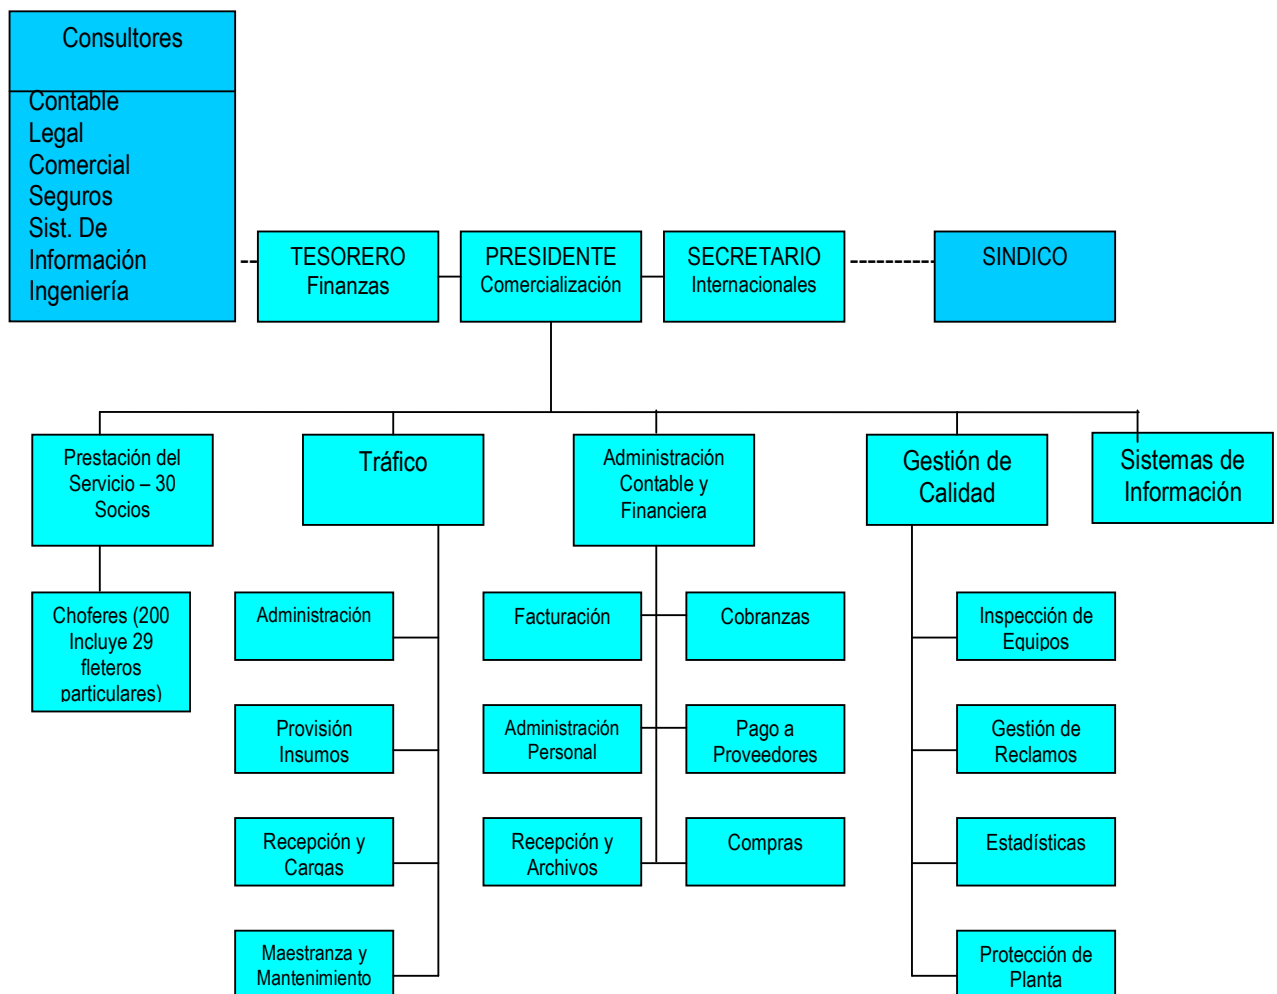 Consultores
Contable
Legal
Comercial
Seguros
Sist. De
Información
Ingeniería
TESORERO
Finanzas
PRESIDENTE
Comercialización
SECRETARIO
Internacionales
SINDICO
Prestación del
Servicio – 30
Socios
Tráfico
Administración
Contable y
Financiera
Gestión de
Calidad
Sistemas de
Información
Choferes (200
Incluye 29
fleteros
particulares)
Administración
Facturación
Cobranzas
Inspección de
Equipos
Provisión
Insumos
Administración
Personal
Pago a
Proveedores
Gestión de
Reclamos
Recepción y
Cargas
Recepción y
Archivos
Compras
Estadísticas
Maestranza y
Mantenimiento
Protección de
Planta